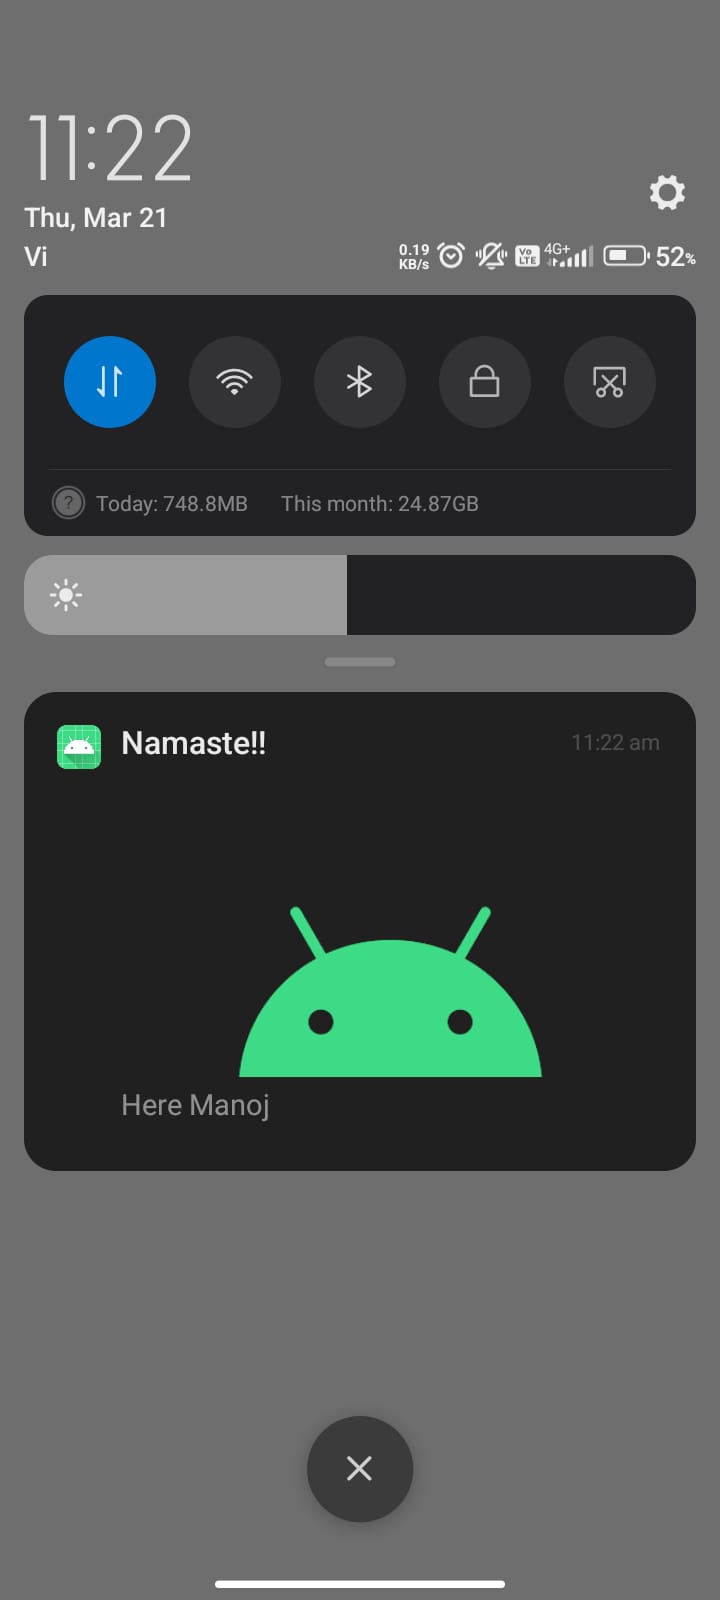 11:22
Thu, Mar 21
Vi
0.19
KB/s
Vo
LTE
4G+
52%
? Today: 748.8MB This month: 24.87GB
Namaste!! 11:22 am
Here Manoj